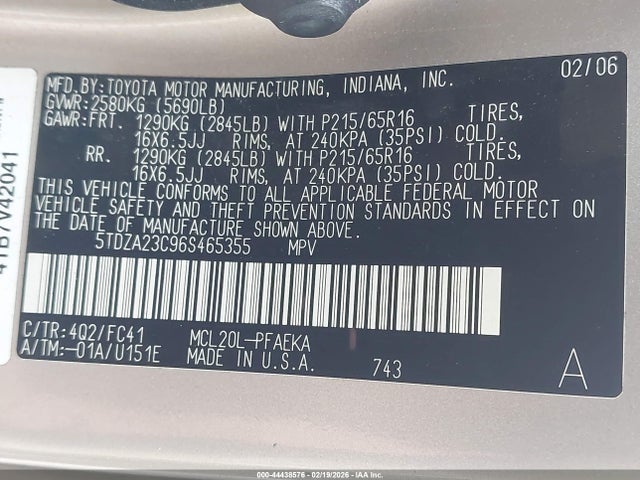 MFD.BY:TOYOTA MOTOR MANUFACTURING, INDIANA, INC. 02/06
GVWR:2580KG (5690LB)
GAWR:FRT. 1290KG (2845LB) WITH P215/65R16 TIRES,
16X6.5JJ RIMS, AT 240KPA (35PSI) COLD.
RR. 1290KG (2845LB) WITH P215/65R16 TIRES,
16X6.5JJ RIMS, AT 240KPA (35PSI) COLD.
THIS VEHICLE CONFORMS TO ALL APPLICABLE FEDERAL MOTOR
VEHICLE SAFETY AND THEFT PREVENTION STANDARDS IN EFFECT ON
THE DATE OF MANUFACTURE SHOWN ABOVE.
5TDZA23C96S465355 MPV
C/TR:4Q2/FC41 MCL20L-PFAEKA
A/TM:-01A/U151E MADE IN U.S.A. 743 A
4TB7V42041
000-44438576 - 02/19/2026 - IAA Inc.